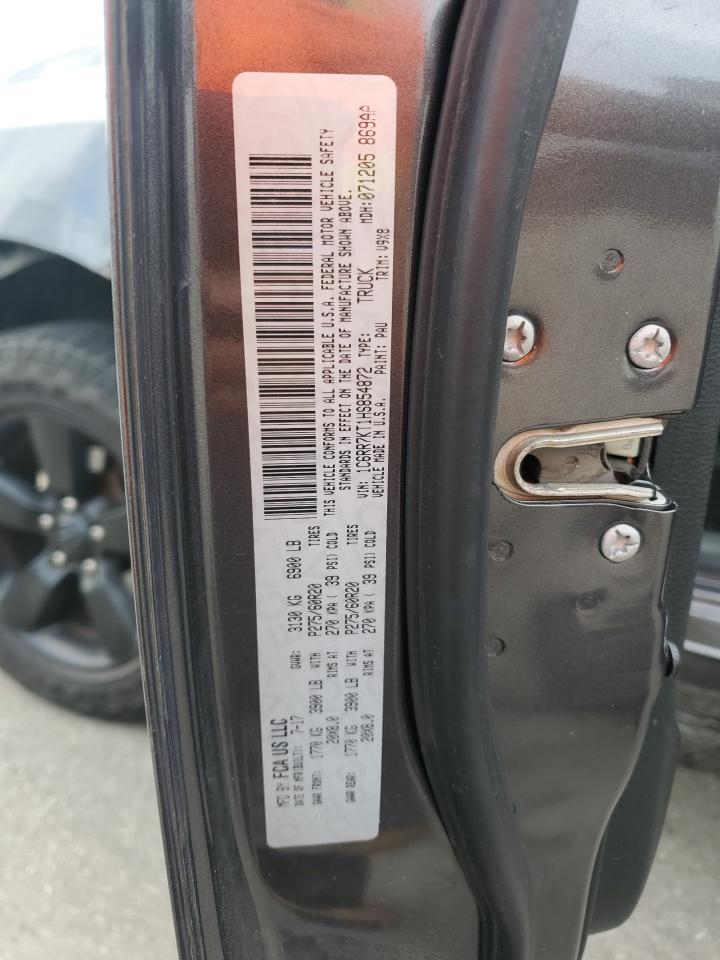 MFD BY FCA US LLC
DATE OF MFR(BUILT): 7-17 GVWR: 3130 KG 6900 LB
GAWR FRONT: 1770 KG 3900 LB WITH P275/60R20 TIRES
20X8.0 RIMS AT 270 KPA ( 39 PSI) COLD
GAWR REAR: 1770 KG 3900 LB WITH P275/60R20 TIRES
20X8.0 RIMS AT 270 KPA ( 39 PSI) COLD
THIS VEHICLE CONFORMS TO ALL APPLICABLE U.S.A. FEDERAL MOTOR VEHICLE SAFETY
STANDARDS IN EFFECT ON THE DATE OF MANUFACTURE SHOWN ABOVE.
VIN: 1C6RR7KT1HS854872 TYPE: TRUCK MDH:071205 869AA
VEHICLE MADE IN U.S.A. PAINT: PAU TRIM: V9X8